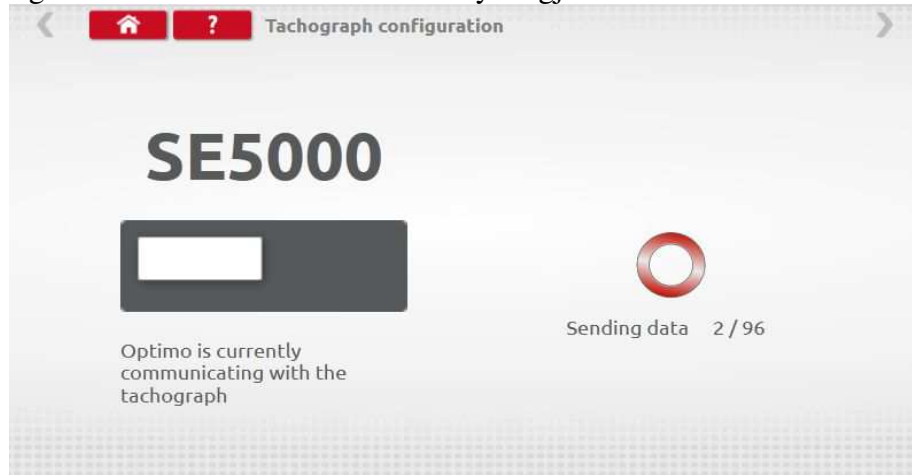 ? Tachograph configuration
SE5000
Sending data 2 / 96
Optimo is currently
communicating with the
tachograph